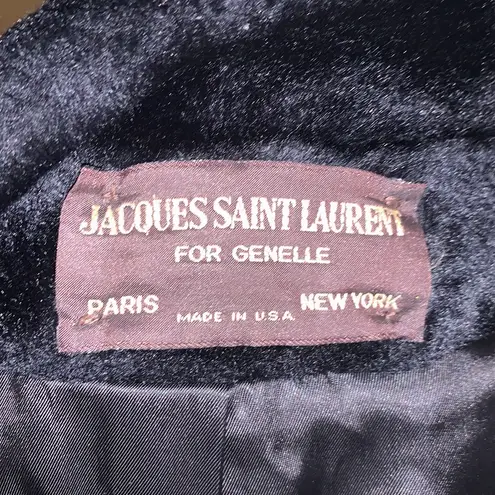 JACQUES SAINT LAURENT
FOR GENELLE
PARIS NEW YORK
MADE IN U.S.A.